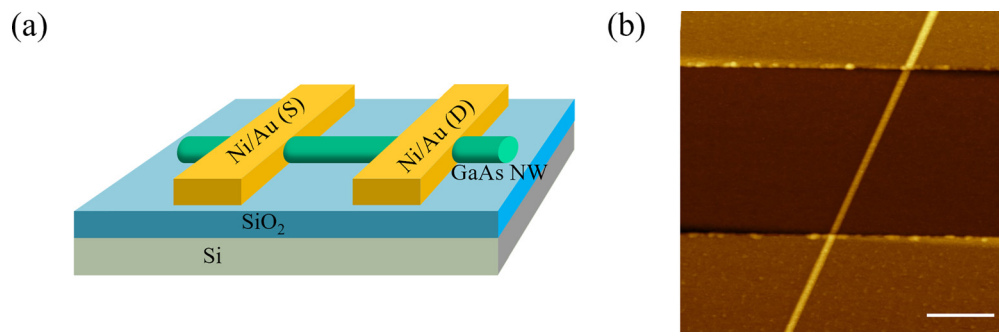 (a)
(b)
Ni/Au (S)
Ni/Au (D)
GaAs NW
SiO₂
Si